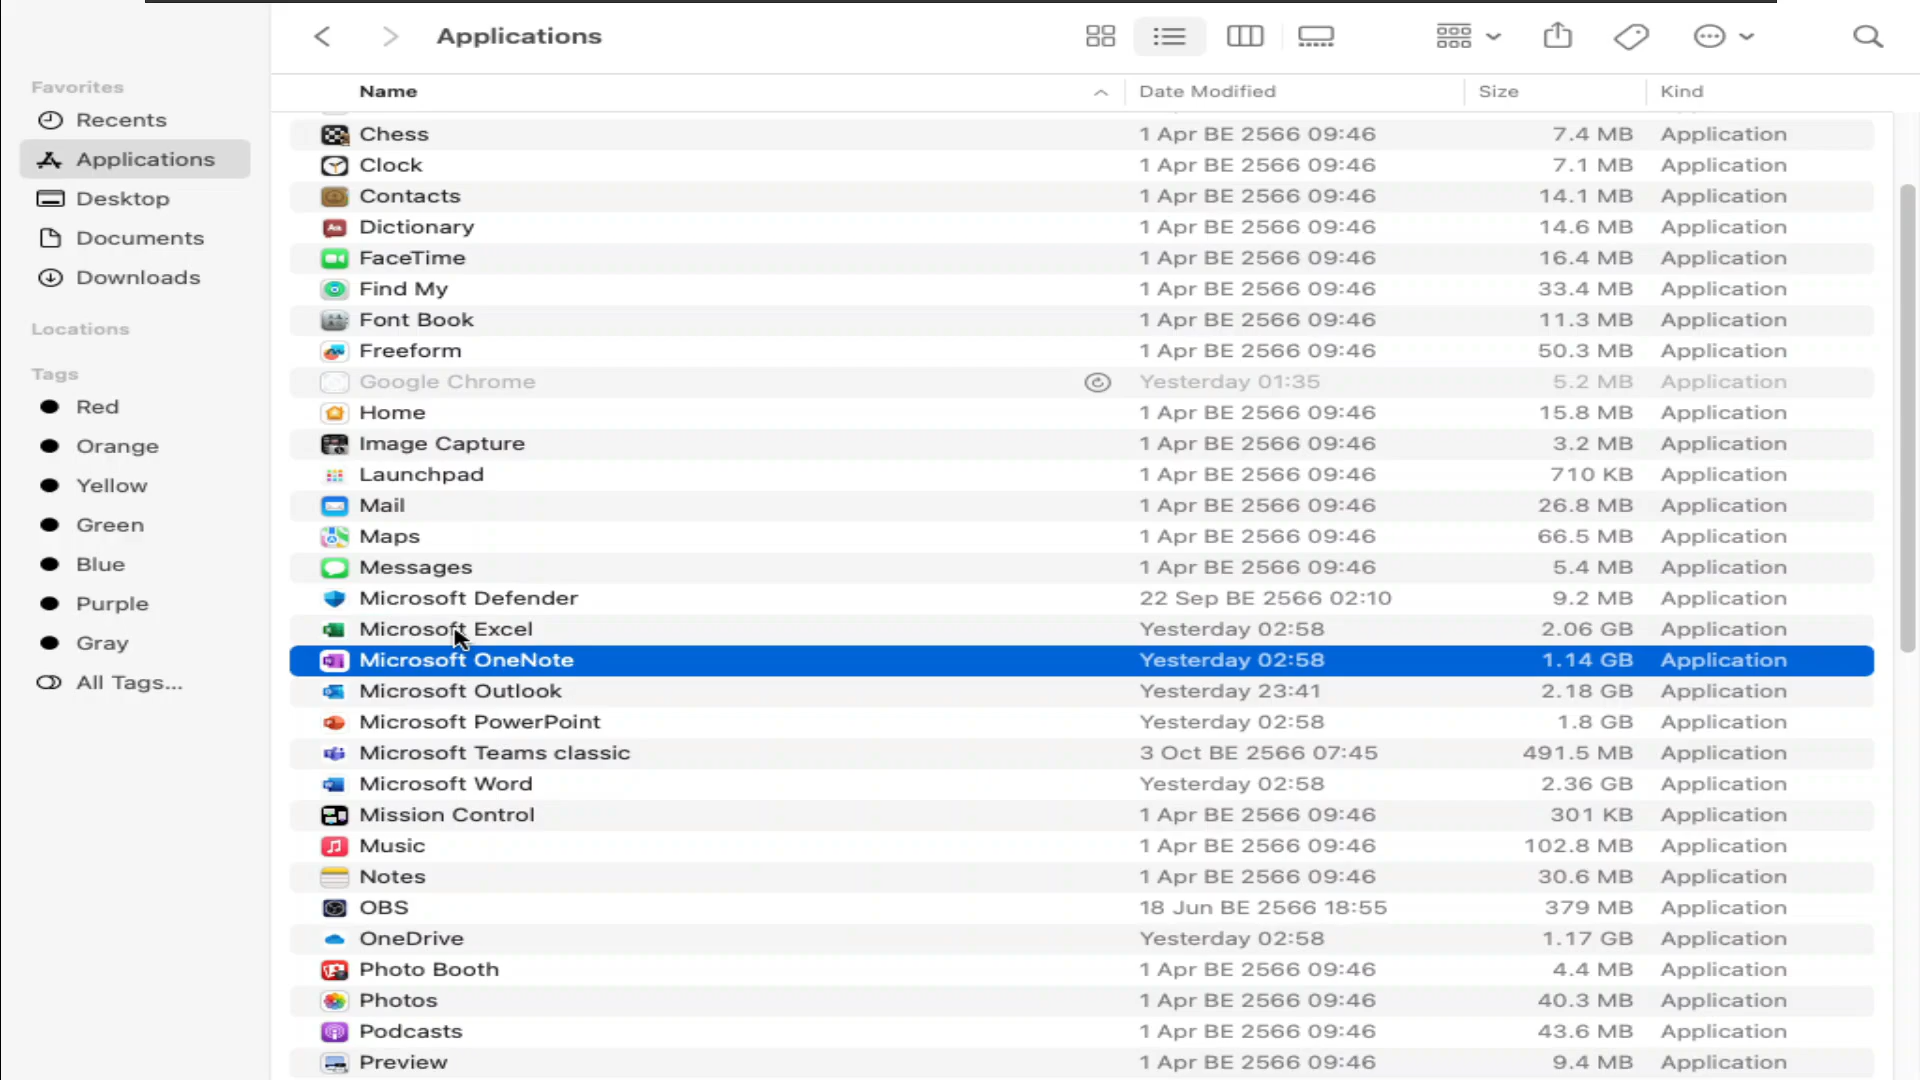 Applications
Favorites
Recents
Applications
Desktop
Documents
Downloads
Locations
Tags
Red
Orange
Yellow
Green
Blue
Purple
Gray
All Tags...
Name Date Modified Size Kind
Chess 1 Apr BE 2566 09:46 7.4 MB Application
Clock 1 Apr BE 2566 09:46 7.1 MB Application
Contacts 1 Apr BE 2566 09:46 14.1 MB Application
Dictionary 1 Apr BE 2566 09:46 14.6 MB Application
FaceTime 1 Apr BE 2566 09:46 16.4 MB Application
Find My 1 Apr BE 2566 09:46 33.4 MB Application
Font Book 1 Apr BE 2566 09:46 11.3 MB Application
Freeform 1 Apr BE 2566 09:46 50.3 MB Application
Google Chrome Yesterday 01:35 5.2 MB Application
Home 1 Apr BE 2566 09:46 15.8 MB Application
Image Capture 1 Apr BE 2566 09:46 3.2 MB Application
Launchpad 1 Apr BE 2566 09:46 710 KB Application
Mail 1 Apr BE 2566 09:46 26.8 MB Application
Maps 1 Apr BE 2566 09:46 66.5 MB Application
Messages 1 Apr BE 2566 09:46 5.4 MB Application
Microsoft Defender 22 Sep BE 2566 02:10 9.2 MB Application
Microsoft Excel Yesterday 02:58 2.06 GB Application
Microsoft OneNote Yesterday 02:58 1.14 GB Application
Microsoft Outlook Yesterday 23:41 2.18 GB Application
Microsoft PowerPoint Yesterday 02:58 1.8 GB Application
Microsoft Teams classic 3 Oct BE 2566 07:45 491.5 MB Application
Microsoft Word Yesterday 02:58 2.36 GB Application
Mission Control 1 Apr BE 2566 09:46 301 KB Application
Music 1 Apr BE 2566 09:46 102.8 MB Application
Notes 1 Apr BE 2566 09:46 30.6 MB Application
OBS 18 Jun BE 2566 18:55 379 MB Application
OneDrive Yesterday 02:58 1.17 GB Application
Photo Booth 1 Apr BE 2566 09:46 4.4 MB Application
Photos 1 Apr BE 2566 09:46 40.3 MB Application
Podcasts 1 Apr BE 2566 09:46 43.6 MB Application
Preview 1 Apr BE 2566 09:46 9.4 MB Application